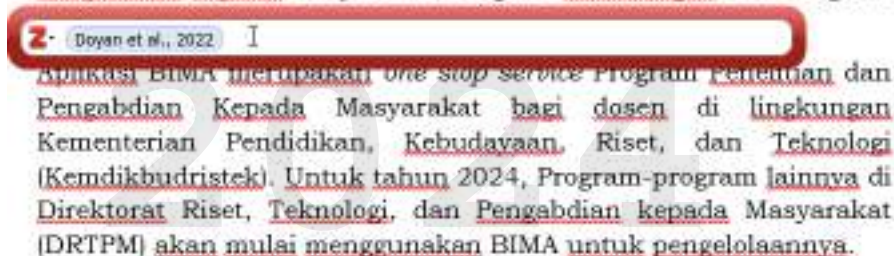 Z Doyan et al., 2022
Aplikasi BIMA merupakan one stop service Program Penelitian dan
Pengabdian Kepada Masyarakat bagi dosen di lingkungan
Kementerian Pendidikan, Kebudayaan, Riset, dan Teknologi
(Kemdikbudristek). Untuk tahun 2024, Program-program lainnya di
Direktorat Riset, Teknologi, dan Pengabdian kepada Masyarakat
(DRTPM) akan mulai menggunakan BIMA untuk pengelolaannya.
2024